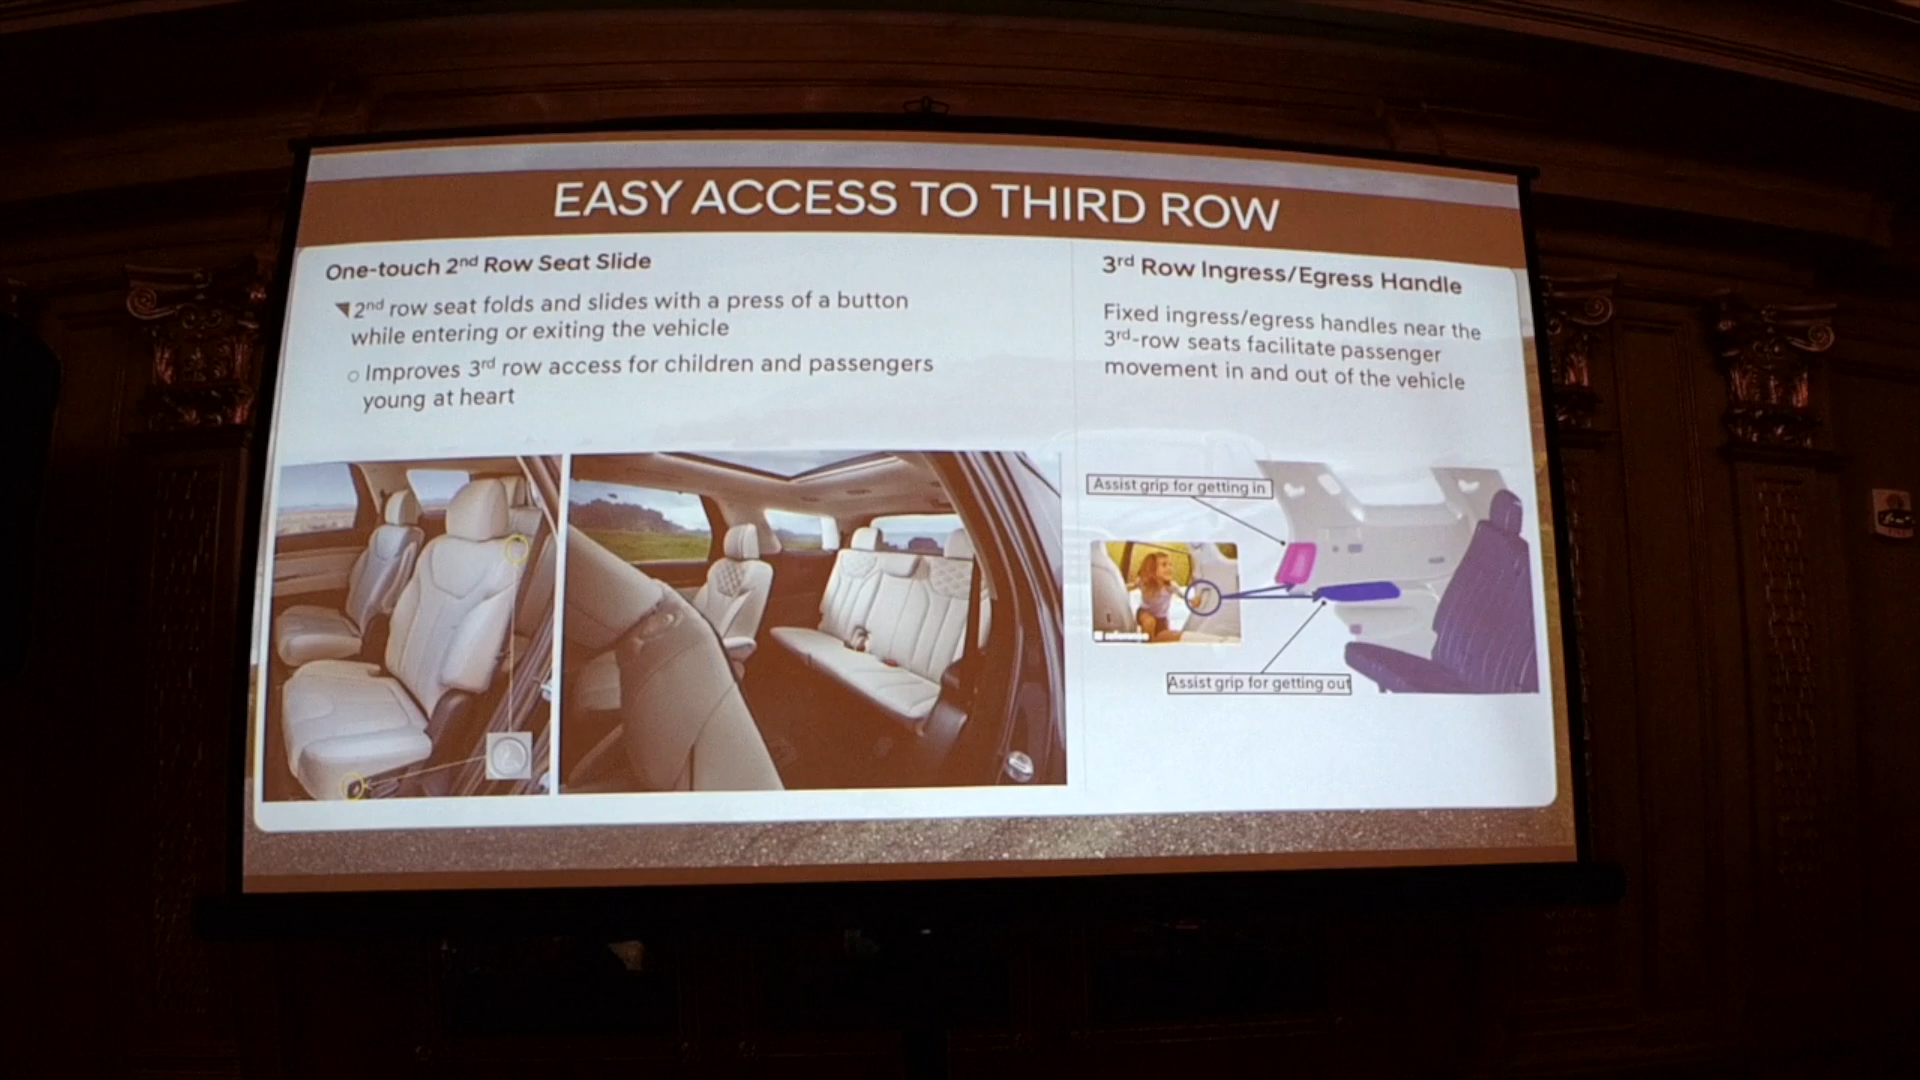 EASY ACCESS TO THIRD ROW
One-touch 2nd Row Seat Slide
2nd row seat folds and slides with a press of a button
while entering or exiting the vehicle
Improves 3rd row access for children and passengers
young at heart
3rd Row Ingress/Egress Handle
Fixed ingress/egress handles near the
3rd-row seats facilitate passenger
movement in and out of the vehicle
Assist grip for getting in
reference
Assist grip for getting out